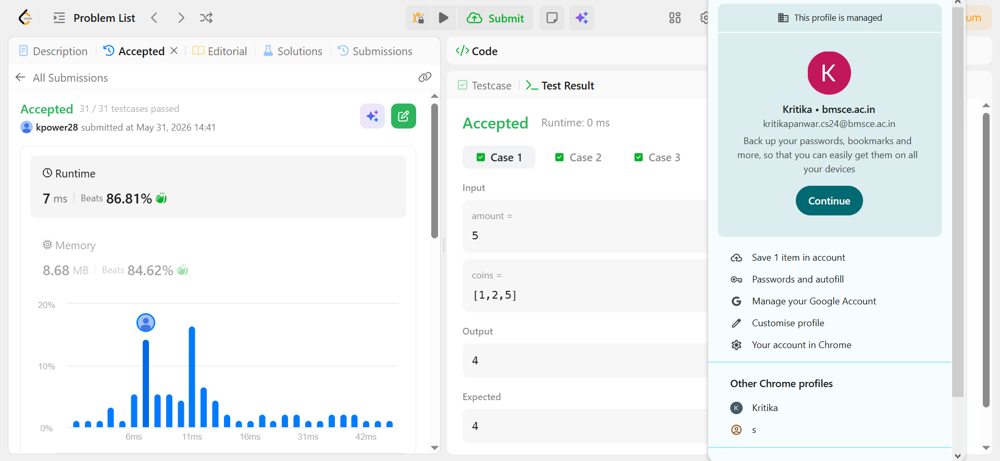 Problem List
Submit
um
Description
Accepted
Editorial
Solutions
Submissions
All Submissions
Accepted 31 / 31 testcases passed
kpower28 submitted at May 31, 2026 14:41
Runtime
7 ms Beats 86.81%
Memory
8.68 MB Beats 84.62%
20%
10%
0%
6ms 11ms 16ms 31ms 42ms
</> Code
Testcase
Test Result
Accepted Runtime: 0 ms
Case 1 Case 2 Case 3
Input
amount =
5
coins =
[1,2,5]
Output
4
Expected
4
This profile is managed
K
Kritika • bmsce.ac.in
kritikapanwar.cs24@bmsce.ac.in
Back up your passwords, bookmarks and
more, so that you can easily get them on all
your devices
Continue
Save 1 item in account
Passwords and autofill
G Manage your Google Account
Customise profile
Your account in Chrome
Other Chrome profiles
K Kritika
s